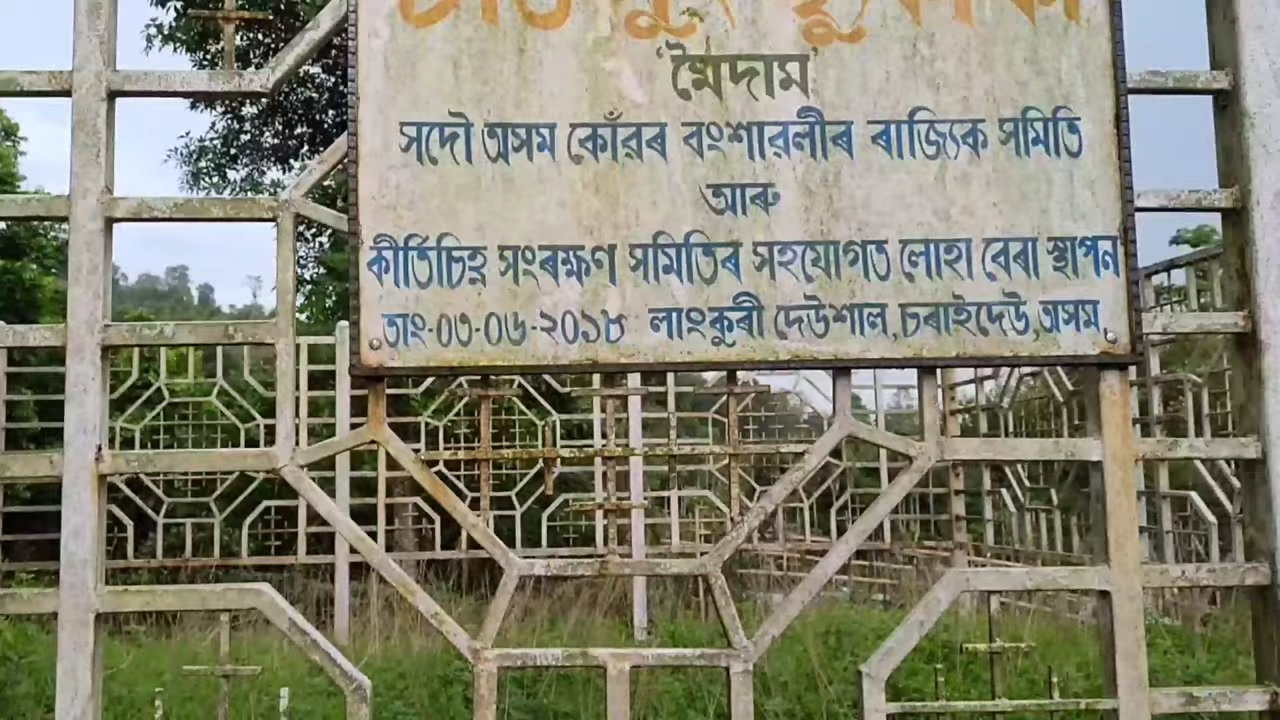 'মৈদাম'
সদৌ অসম কোঁৱৰ বংশাৱলীৰ ৰাজ্যিক সমিতি
আৰু
কীৰ্তিচিহ্ন সংৰক্ষণ সমিতিৰ সহযোগত লোহা বেৰা স্থাপন
তাং-০৩-০৬-২০১৮ লাংকুৰী দেউশাল, চৰাইদেউ, অসম,